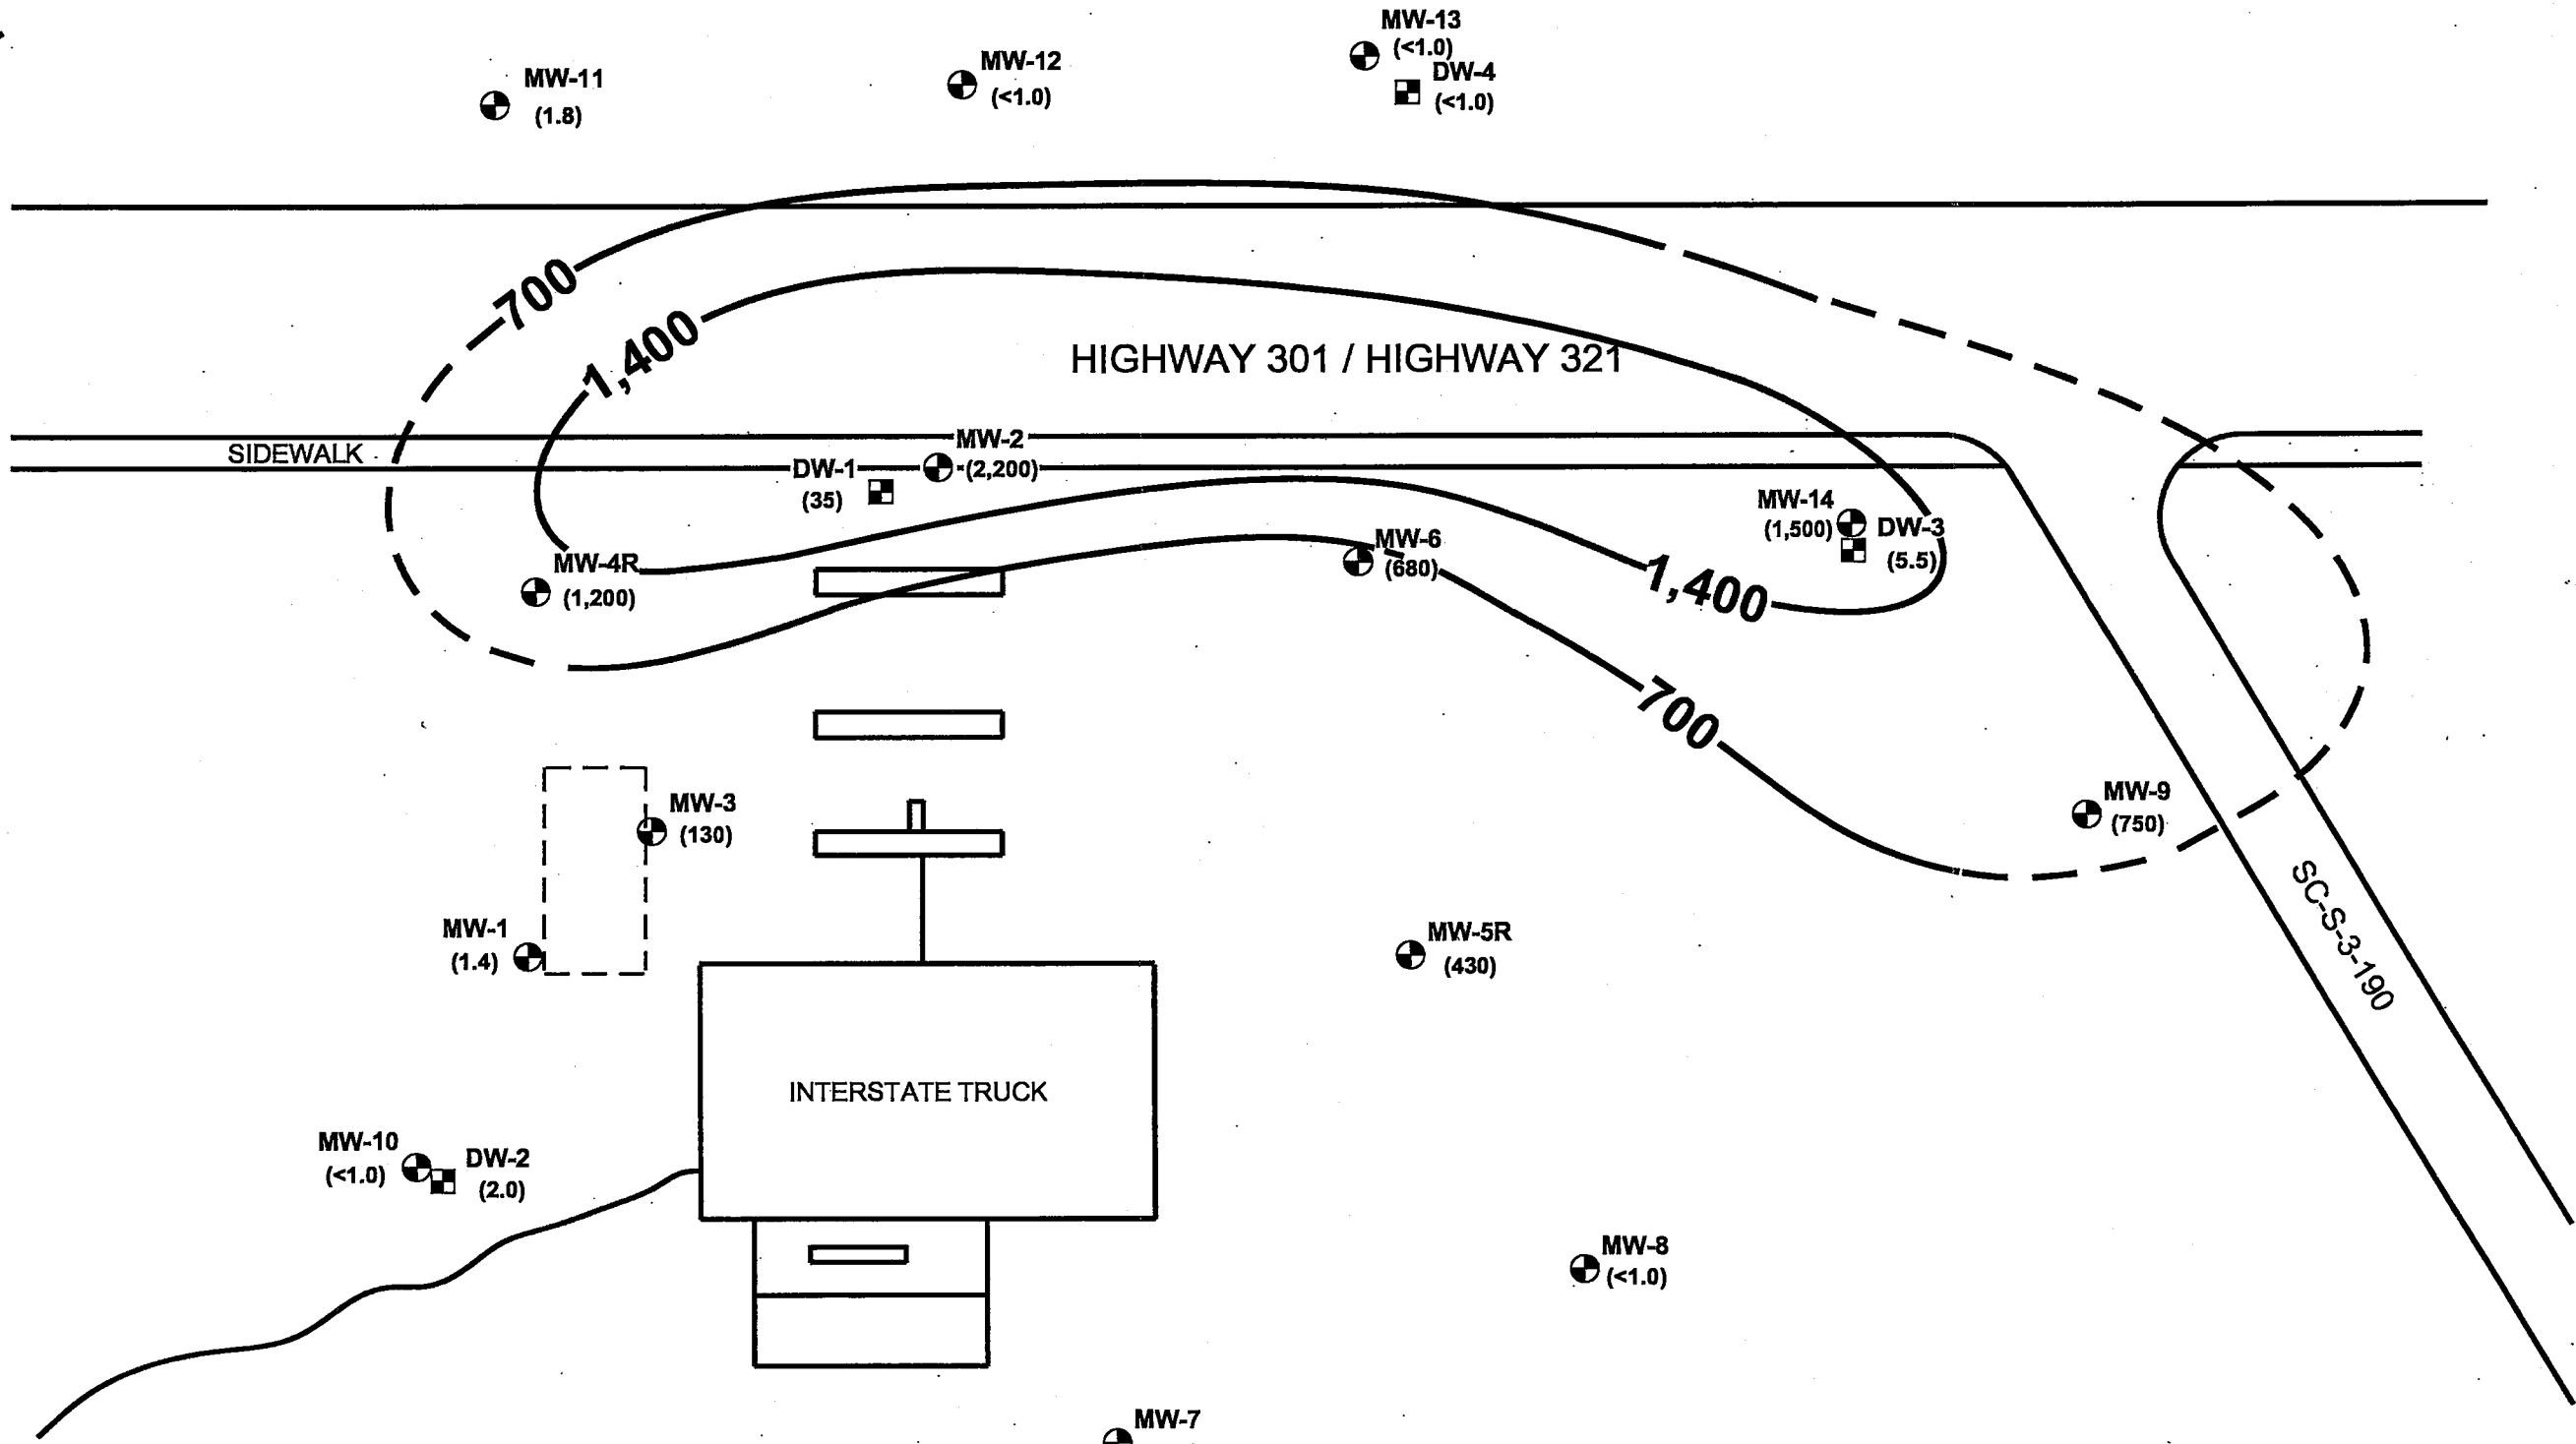 MW-13
(<1.0)
MW-11
(1.8)
MW-12
(<1.0)
DW-4
(<1.0)
700
1,400
HIGHWAY 301 / HIGHWAY 321
SIDEWALK
MW-2
(2,200)
DW-1
(35)
MW-14
(1,500)
DW-3
(5.5)
MW-4R
(1,200)
MW-6
(680)
1,400
700
MW-3
(130)
MW-9
(750)
MW-1
(1.4)
MW-5R
(430)
SC-S-3-190
INTERSTATE TRUCK
MW-10
(<1.0)
DW-2
(2.0)
MW-8
(<1.0)
MW-7